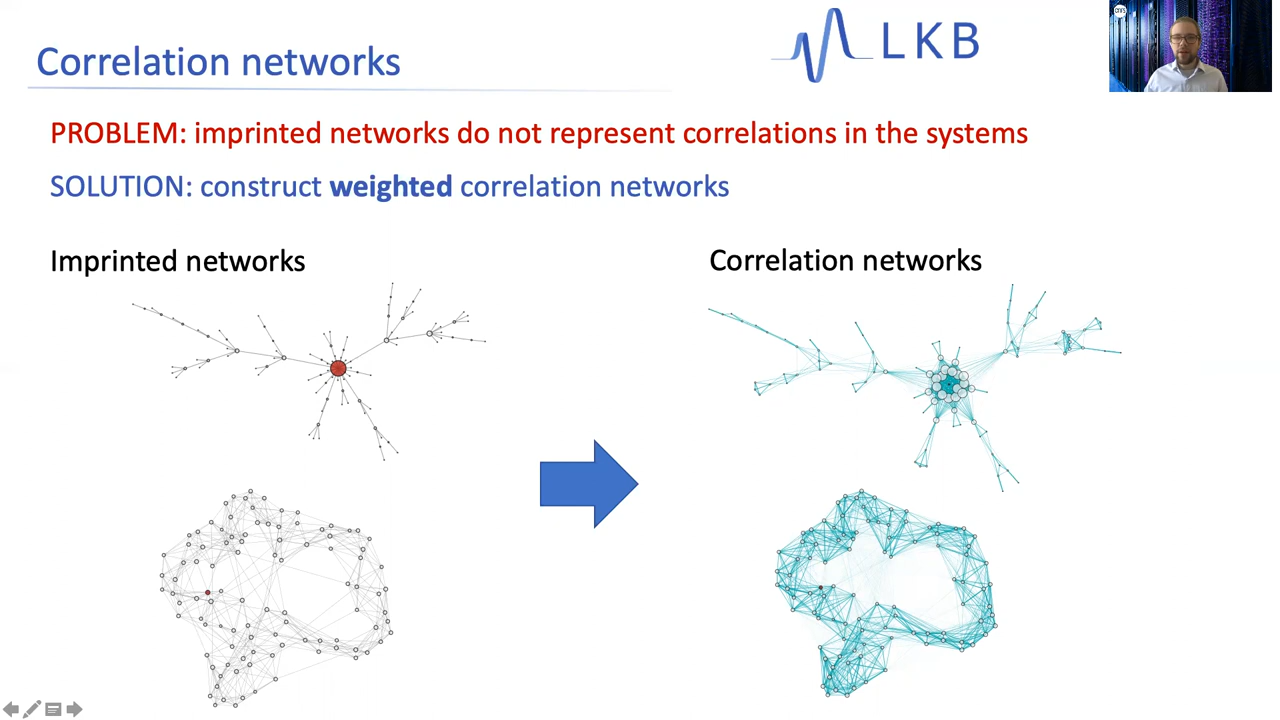 Correlation networks
LKB
cnrs
PROBLEM: imprinted networks do not represent correlations in the systems
SOLUTION: construct weighted correlation networks
Imprinted networks
Correlation networks